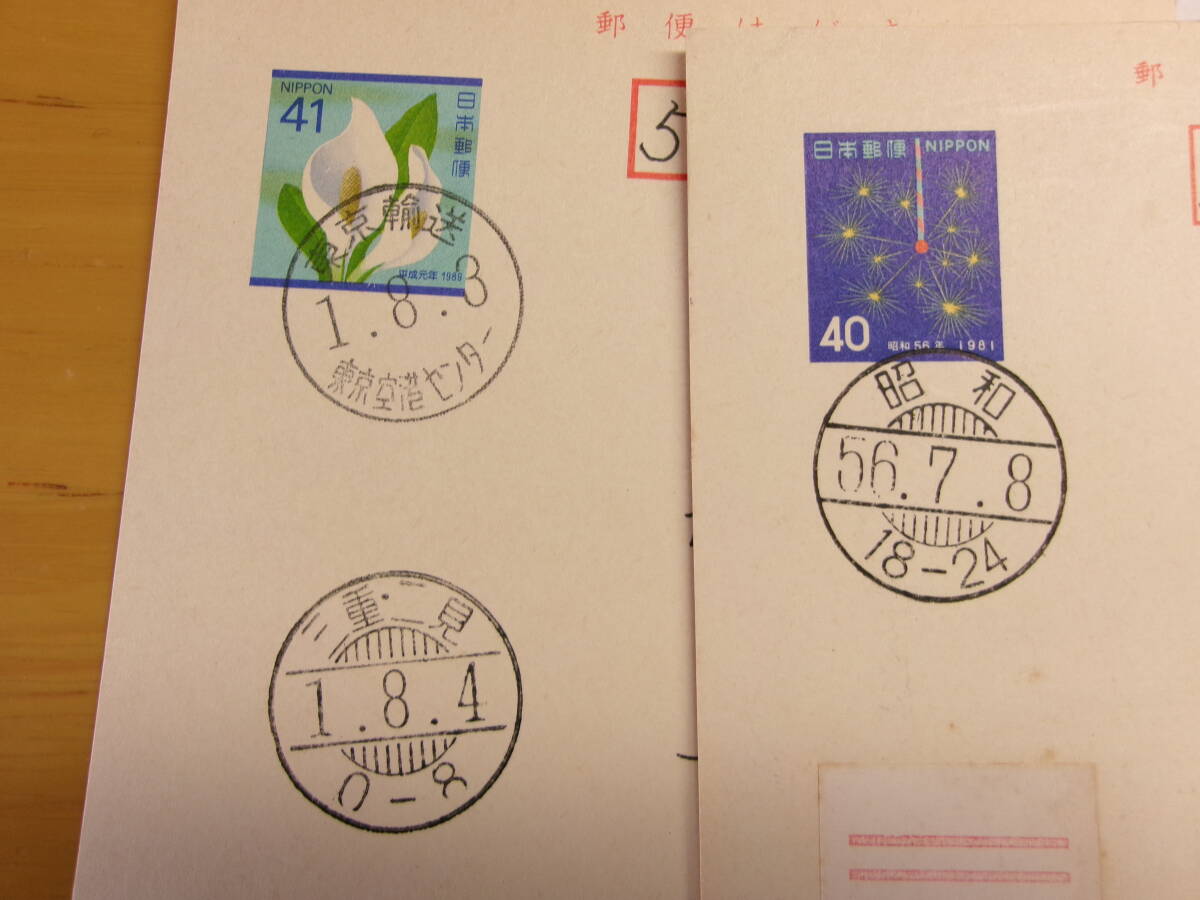 郵便はがき
NIPPON
41
日本郵便
平成元年 1989
東京輸送
1.8.3
東京空港センター
5
三重・二見
1.8.4
0-8
郵
日本郵便 NIPPON
40
昭和56年 1981
昭和
56.7.8
18-24